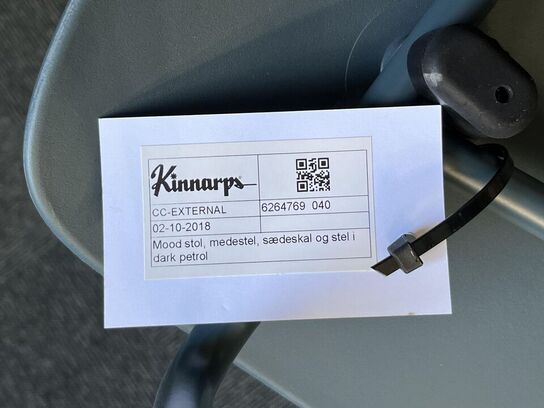 Kinnarps
CC-EXTERNAL
6264769 040
02-10-2018
Mood stol, medestel, sædeskal og stel i
dark petrol